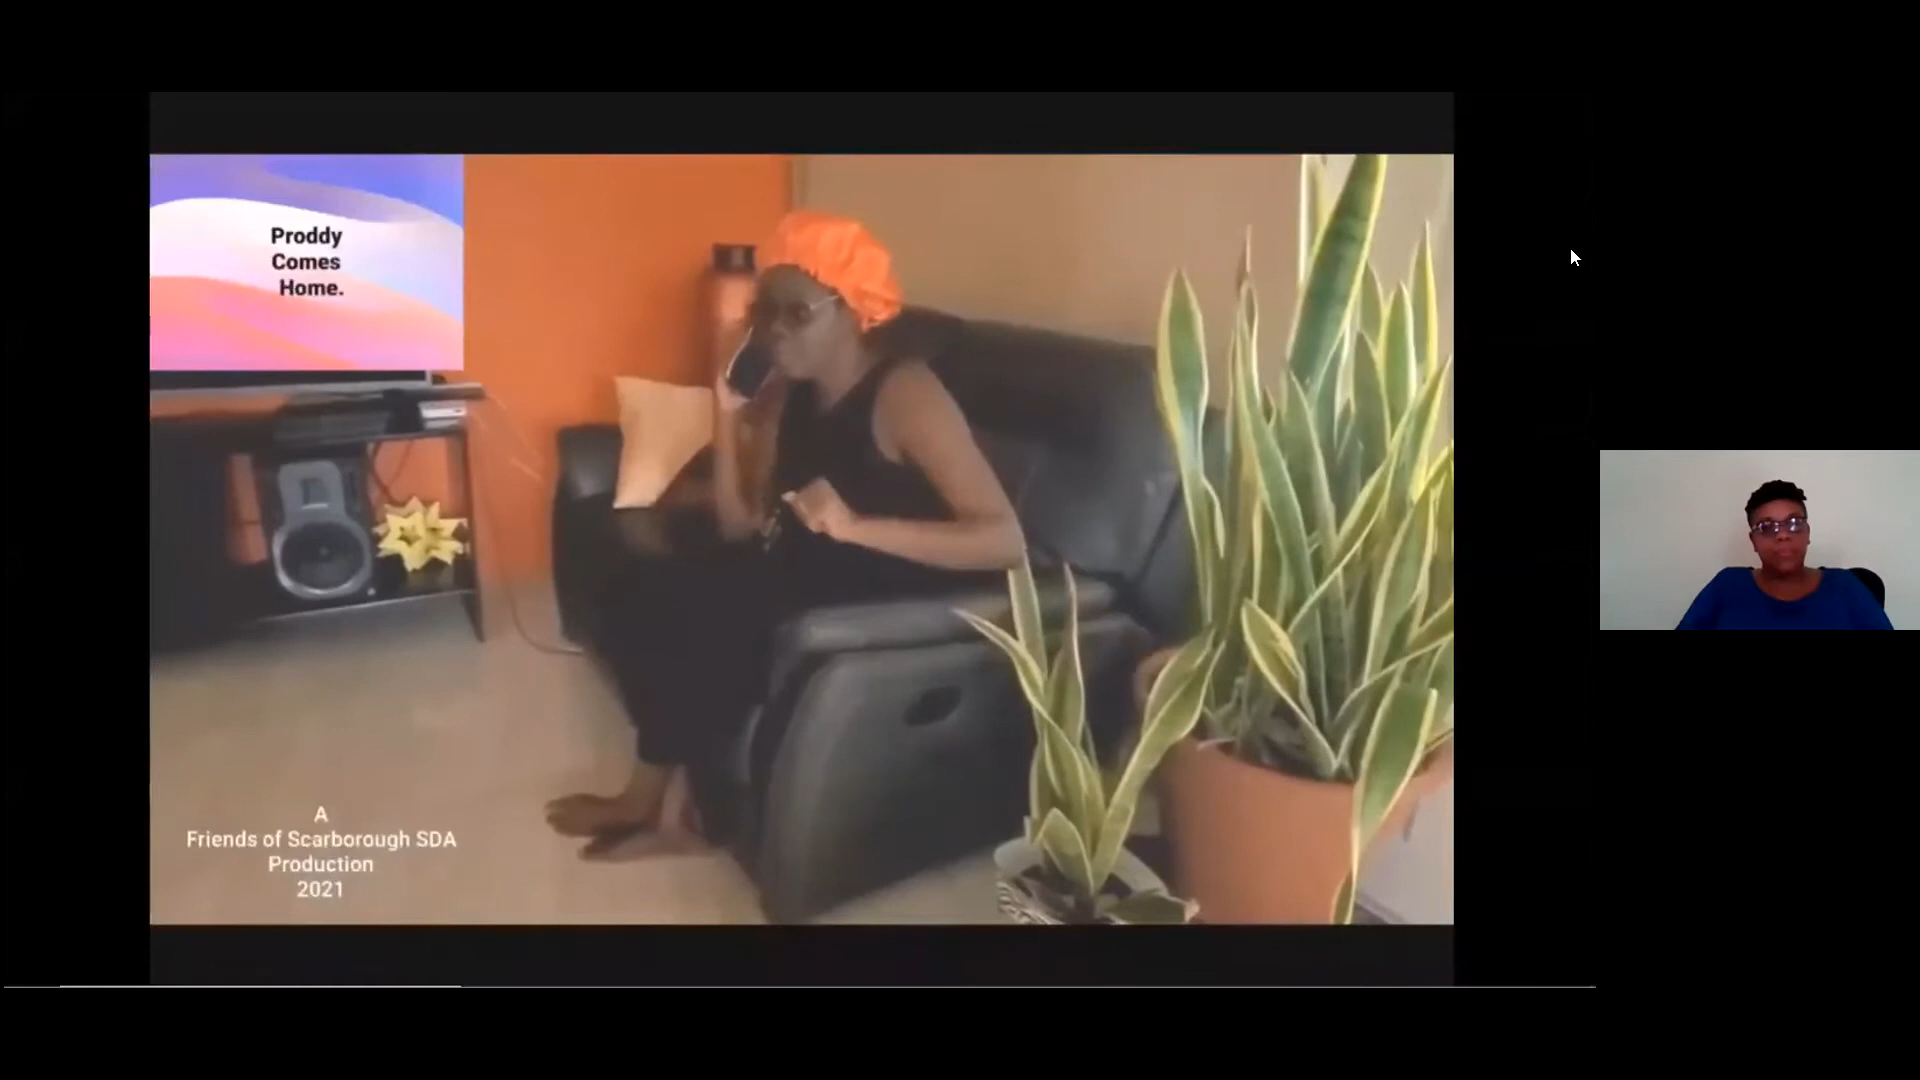 Proddy
Comes
Home.
A
Friends of Scarborough SDA
Production
2021